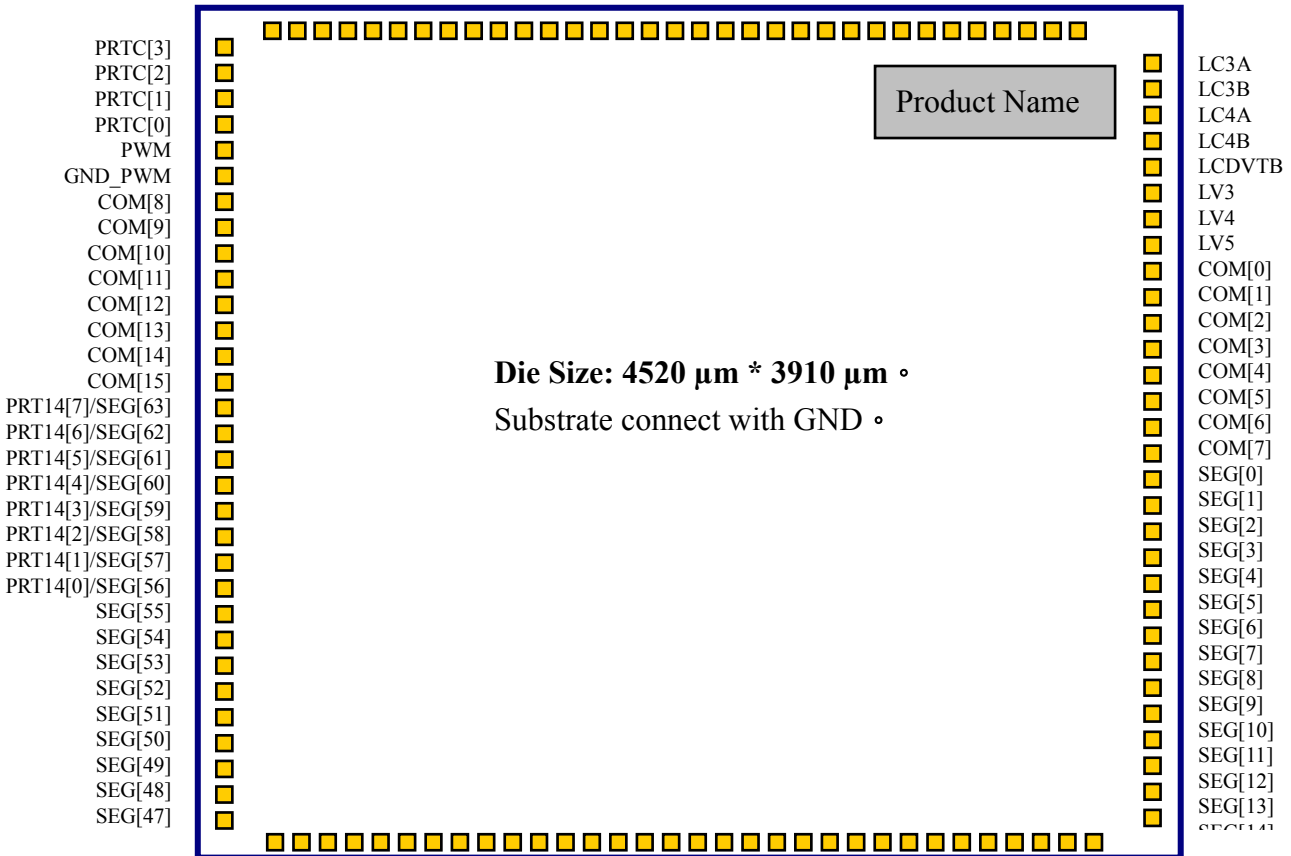 PRTC[3]
PRTC[2]
PRTC[1]
PRTC[0]
PWM
GND_PWM
COM[8]
COM[9]
COM[10]
COM[11]
COM[12]
COM[13]
COM[14]
COM[15]
PRT14[7]/SEG[63]
PRT14[6]/SEG[62]
PRT14[5]/SEG[61]
PRT14[4]/SEG[60]
PRT14[3]/SEG[59]
PRT14[2]/SEG[58]
PRT14[1]/SEG[57]
PRT14[0]/SEG[56]
SEG[55]
SEG[54]
SEG[53]
SEG[52]
SEG[51]
SEG[50]
SEG[49]
SEG[48]
SEG[47]
Product Name
Die Size: 4520 µm * 3910 µm。
Substrate connect with GND。
LC3A
LC3B
LC4A
LC4B
LCDVTB
LV3
LV4
LV5
COM[0]
COM[1]
COM[2]
COM[3]
COM[4]
COM[5]
COM[6]
COM[7]
SEG[0]
SEG[1]
SEG[2]
SEG[3]
SEG[4]
SEG[5]
SEG[6]
SEG[7]
SEG[8]
SEG[9]
SEG[10]
SEG[11]
SEG[12]
SEG[13]